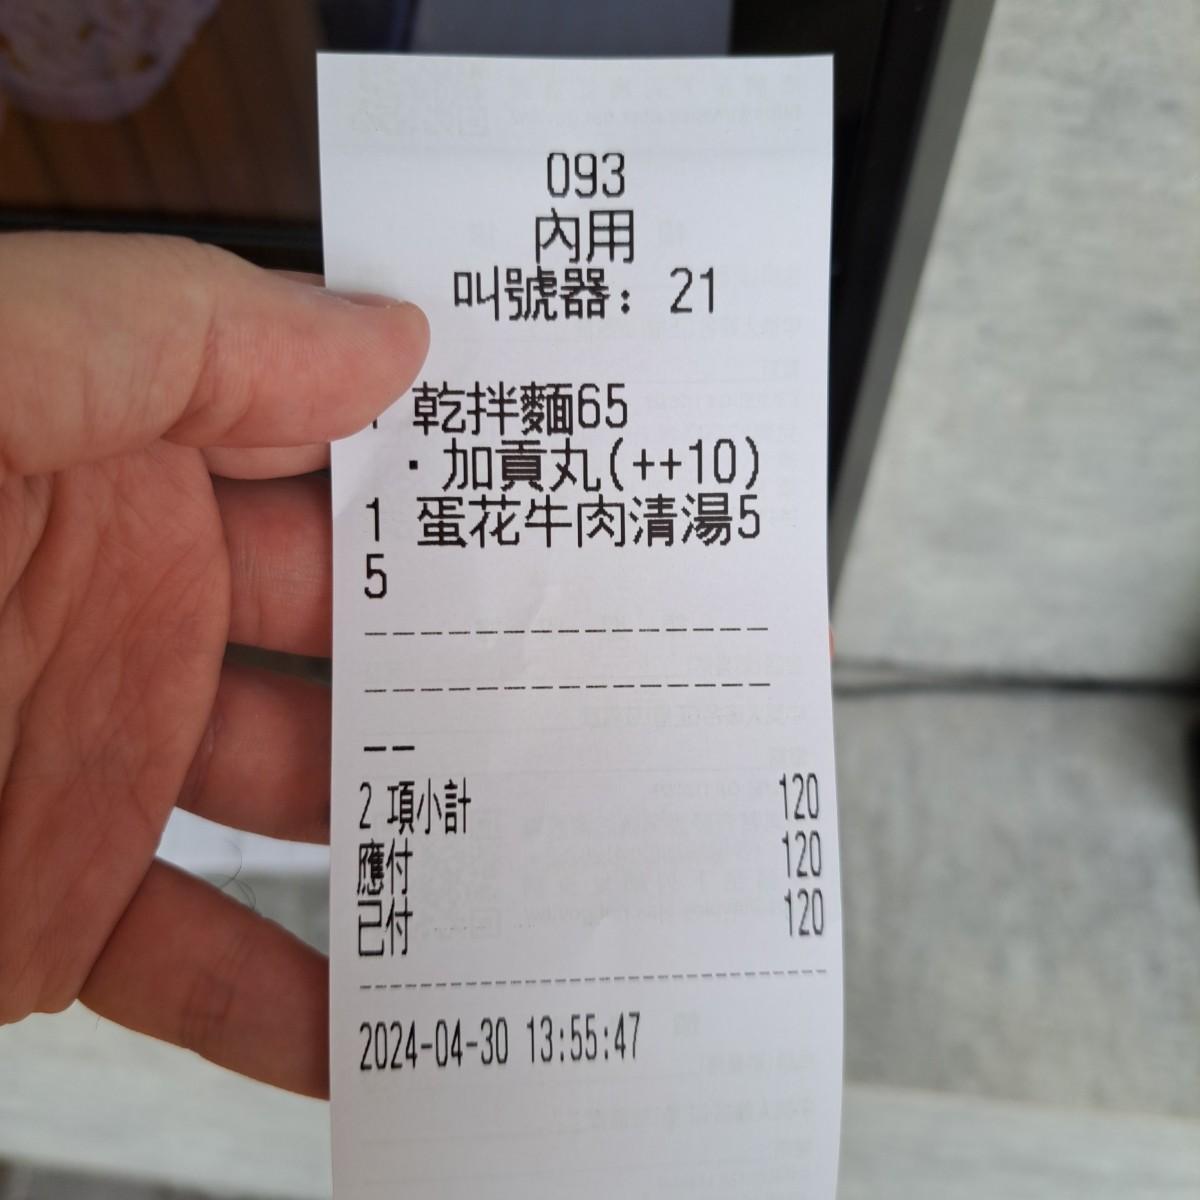 093
內用
叫號器: 21
乾拌麵65
・加貢丸(++10)
1 蛋花牛肉清湯5
5
---------------
---------------
--
2 項小計 120
應付 120
已付 120
2024-04-30 13:55:47